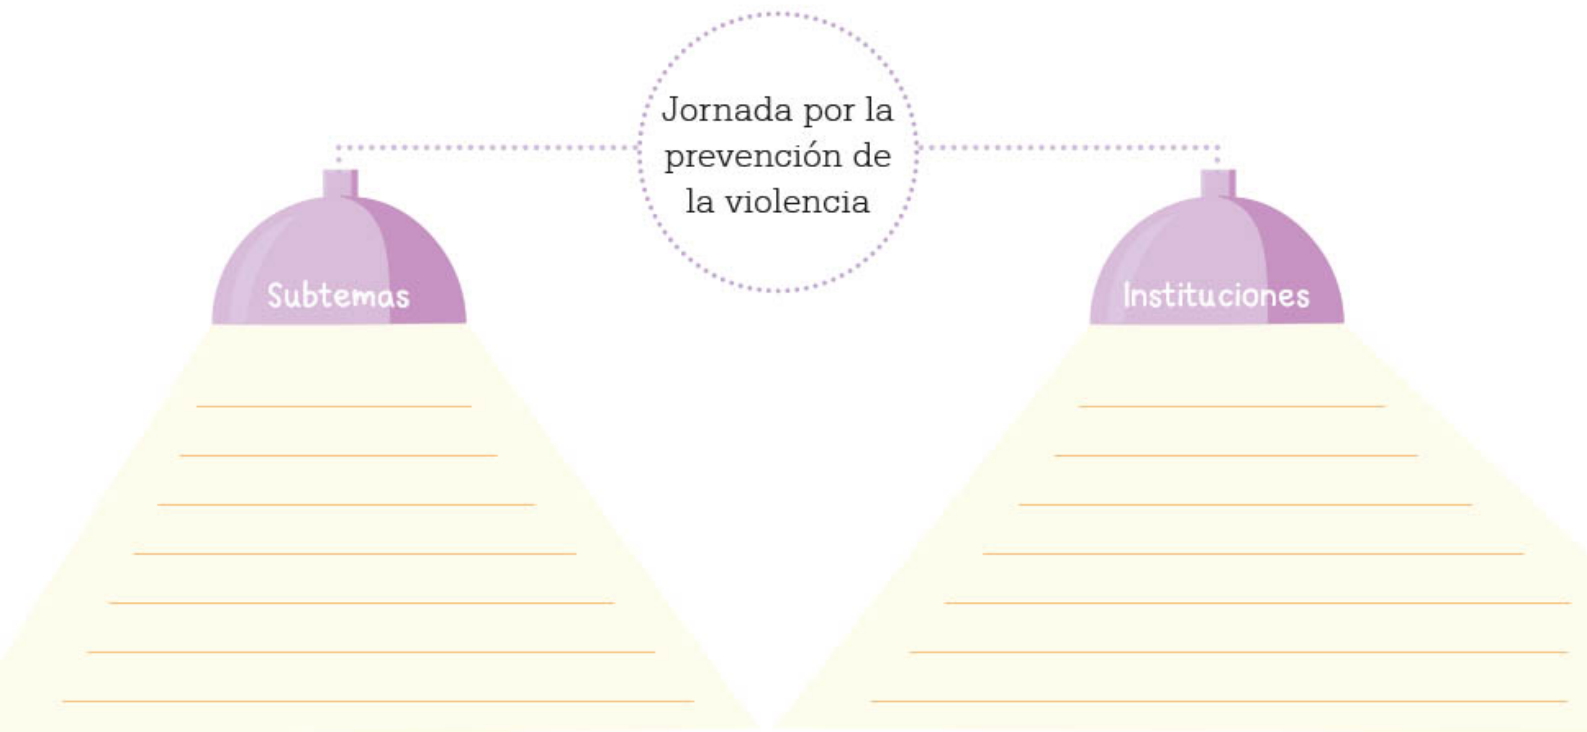 Jornada por la
prevención de
la violencia
Subtemas
Instituciones